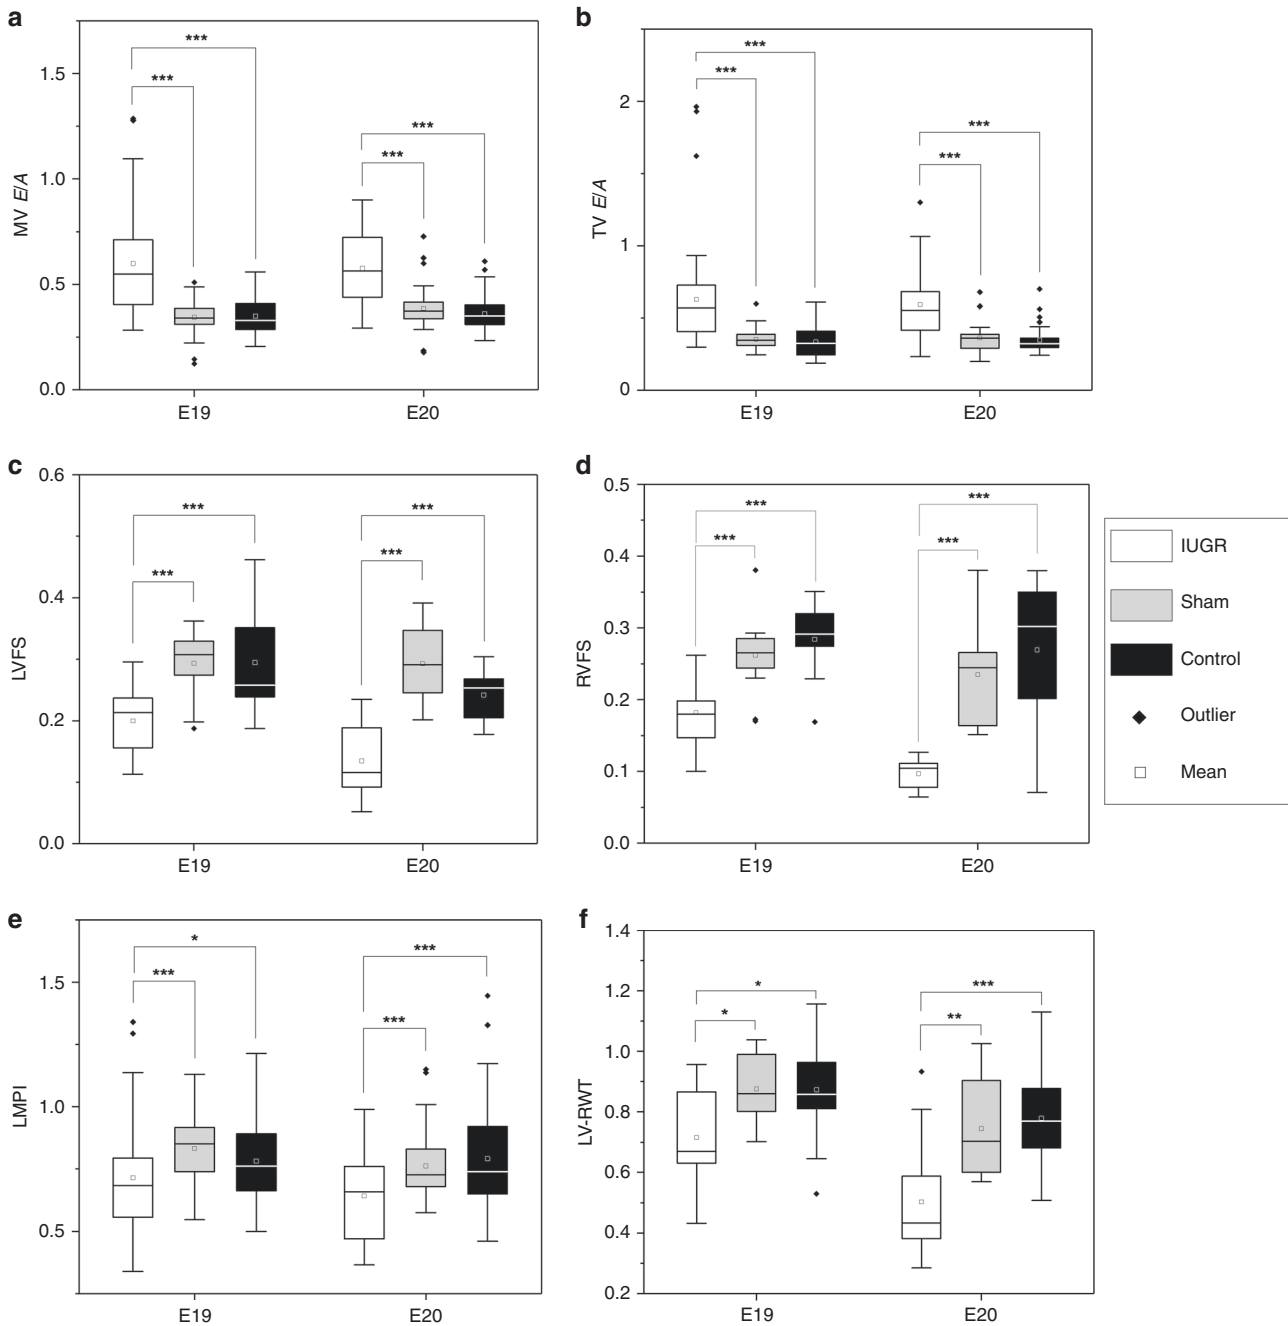 a
***
***
***
***
1.5
1.0
0.5
0.0
MV E/A
E19
E20
b
***
***
***
***
2
1
0
TV E/A
E19
E20
c
***
***
***
***
0.6
0.4
0.2
0.0
LVFS
E19
E20
d
***
***
***
***
0.5
0.4
0.3
0.2
0.1
0.0
RVFS
E19
E20
IUGR
Sham
Control
Outlier
Mean
e
*
***
***
***
1.5
1.0
0.5
LMPI
E19
E20
f
*
*
***
**
1.4
1.2
1.0
0.8
0.6
0.4
0.2
LV-RWT
E19
E20